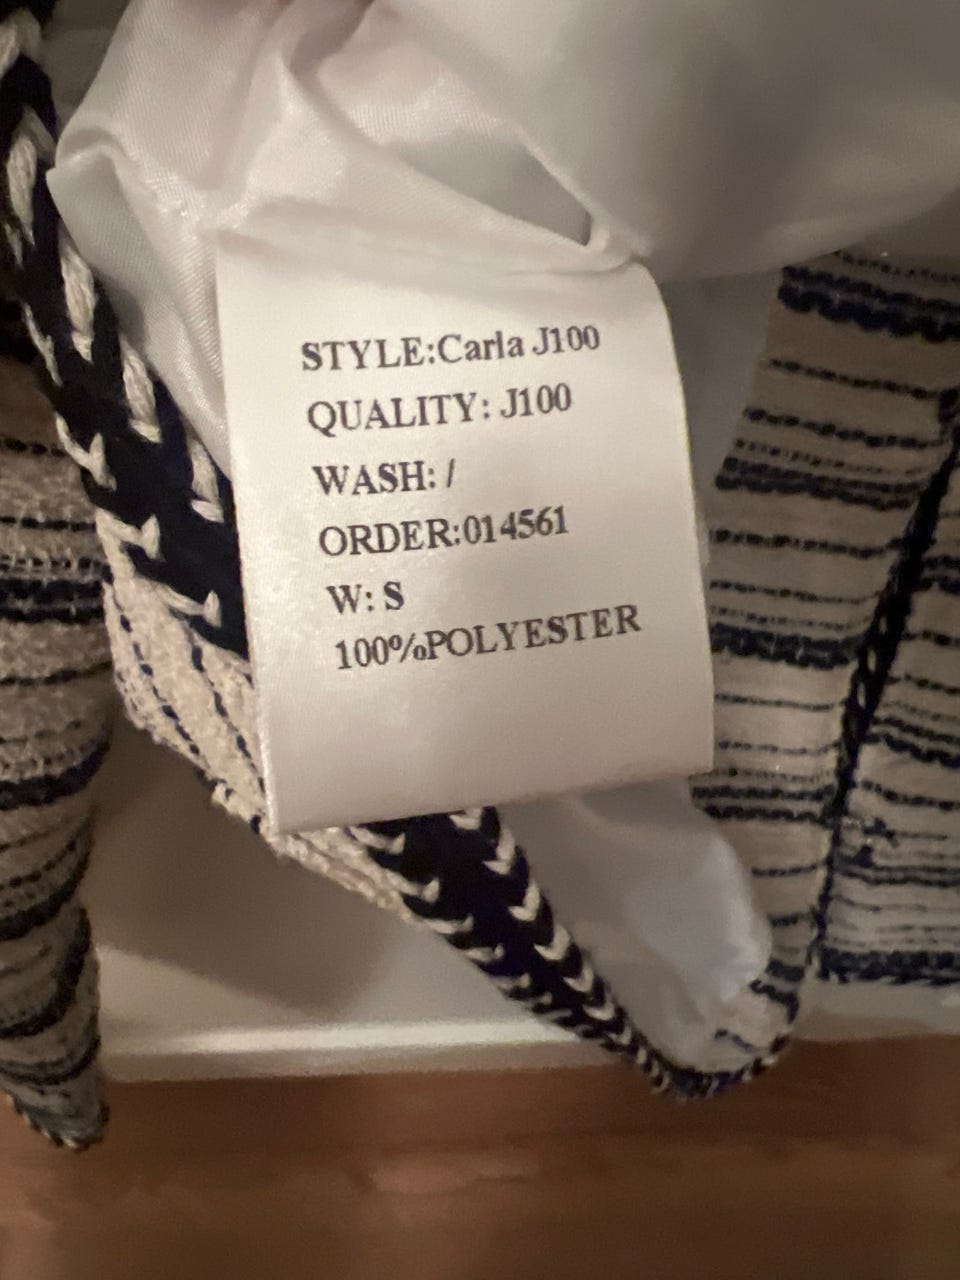 STYLE:Carla J100
QUALITY: J100
WASH: /
ORDER:014561
W: S
100%POLYESTER